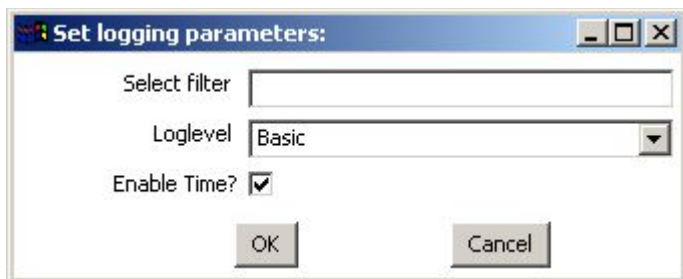 Set logging parameters:
Select filter
Loglevel Basic
Enable Time?
OK Cancel